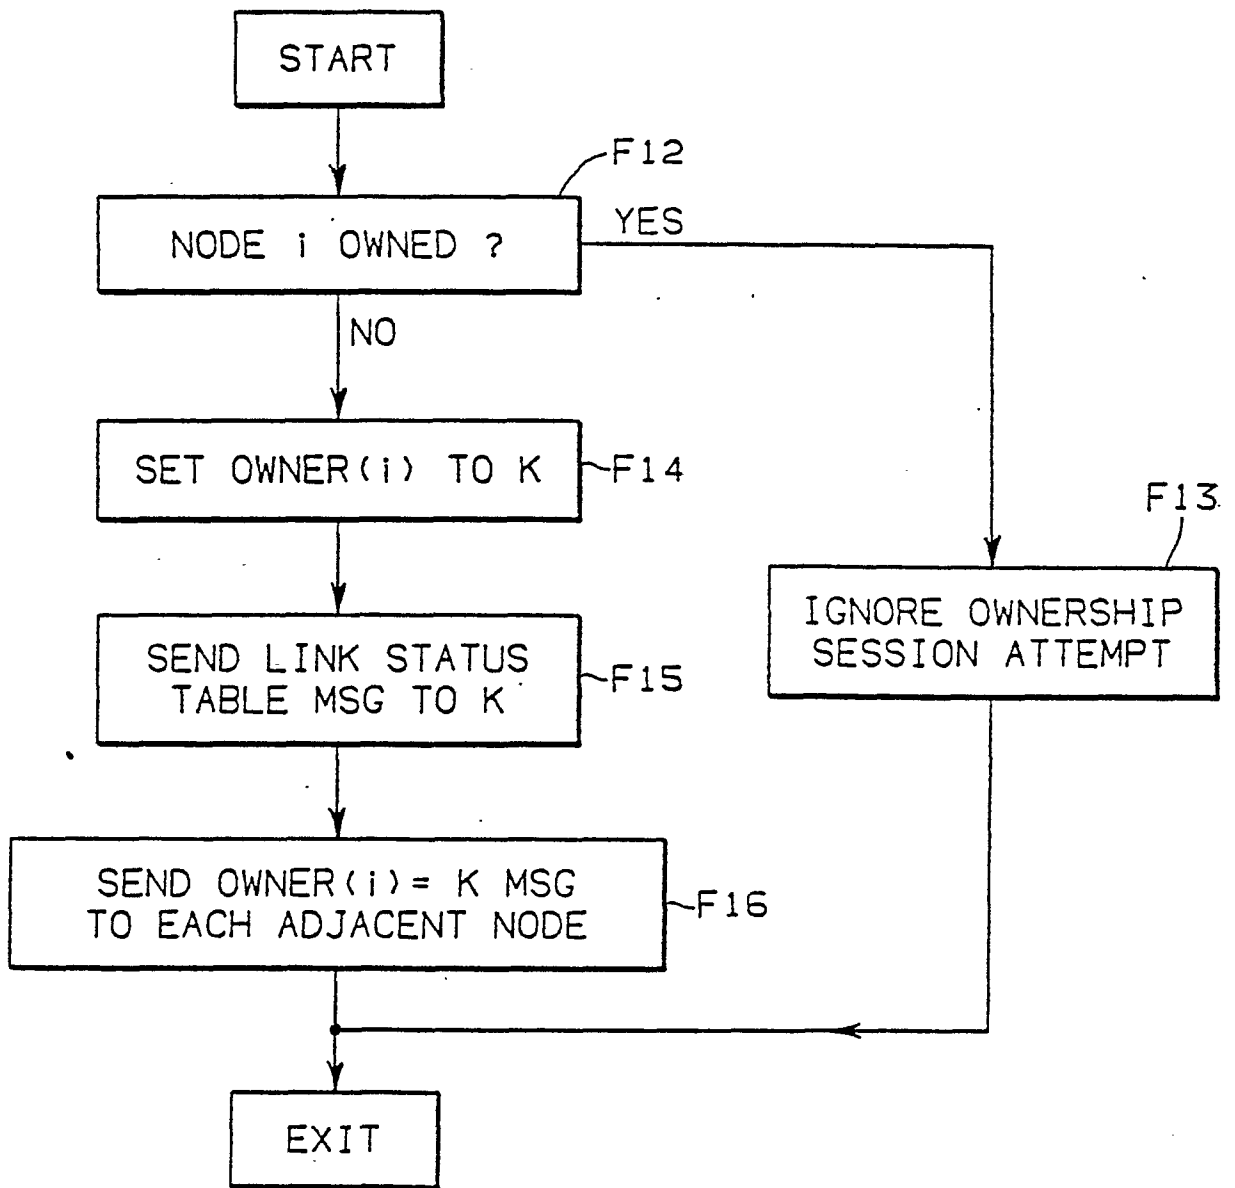 START
F12
NODE i OWNED ?
YES
NO
SET OWNER(i) TO K
F14
F13
IGNORE OWNERSHIP
SESSION ATTEMPT
SEND LINK STATUS
TABLE MSG TO K
F15
SEND OWNER(i)= K MSG
TO EACH ADJACENT NODE
F16
EXIT